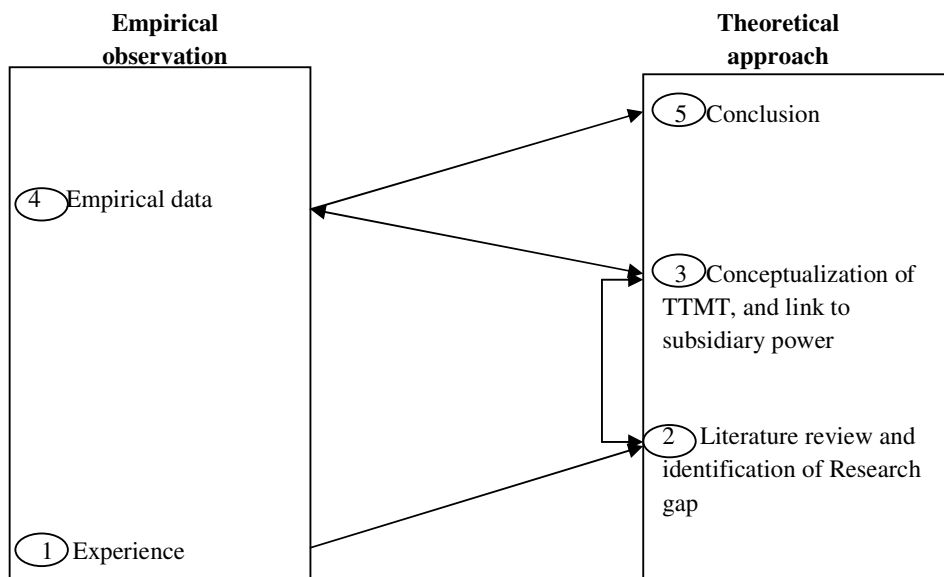 Empirical
observation
Theoretical
approach
5 Conclusion
4 Empirical data
3 Conceptualization of
TTMT, and link to
subsidiary power
2 Literature review and
identification of Research
gap
1 Experience